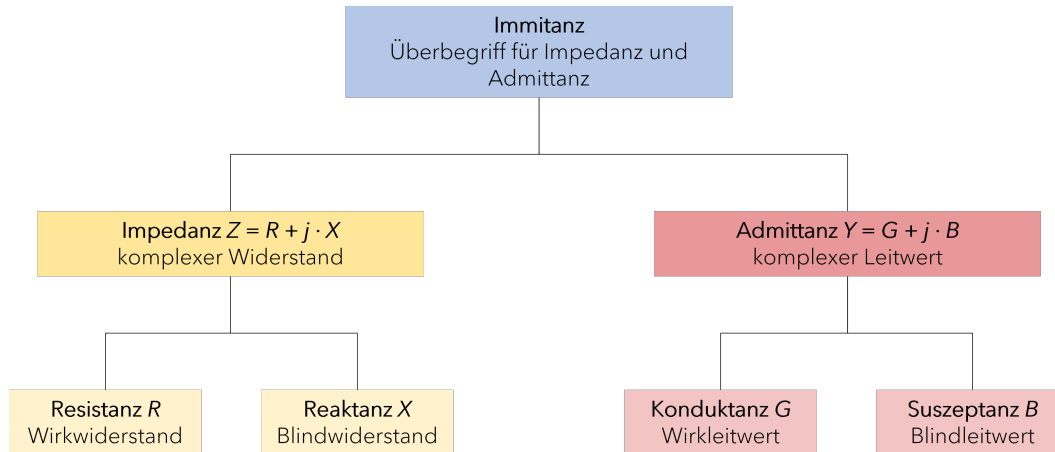 Immitanz
Überbegriff für Impedanz und
Admittanz
Impedanz Z = R + j · X
komplexer Widerstand
Admittanz Y = G + j · B
komplexer Leitwert
Resistanz R
Wirkwiderstand
Reaktanz X
Blindwiderstand
Konduktanz G
Wirkleitwert
Suszeptanz B
Blindleitwert